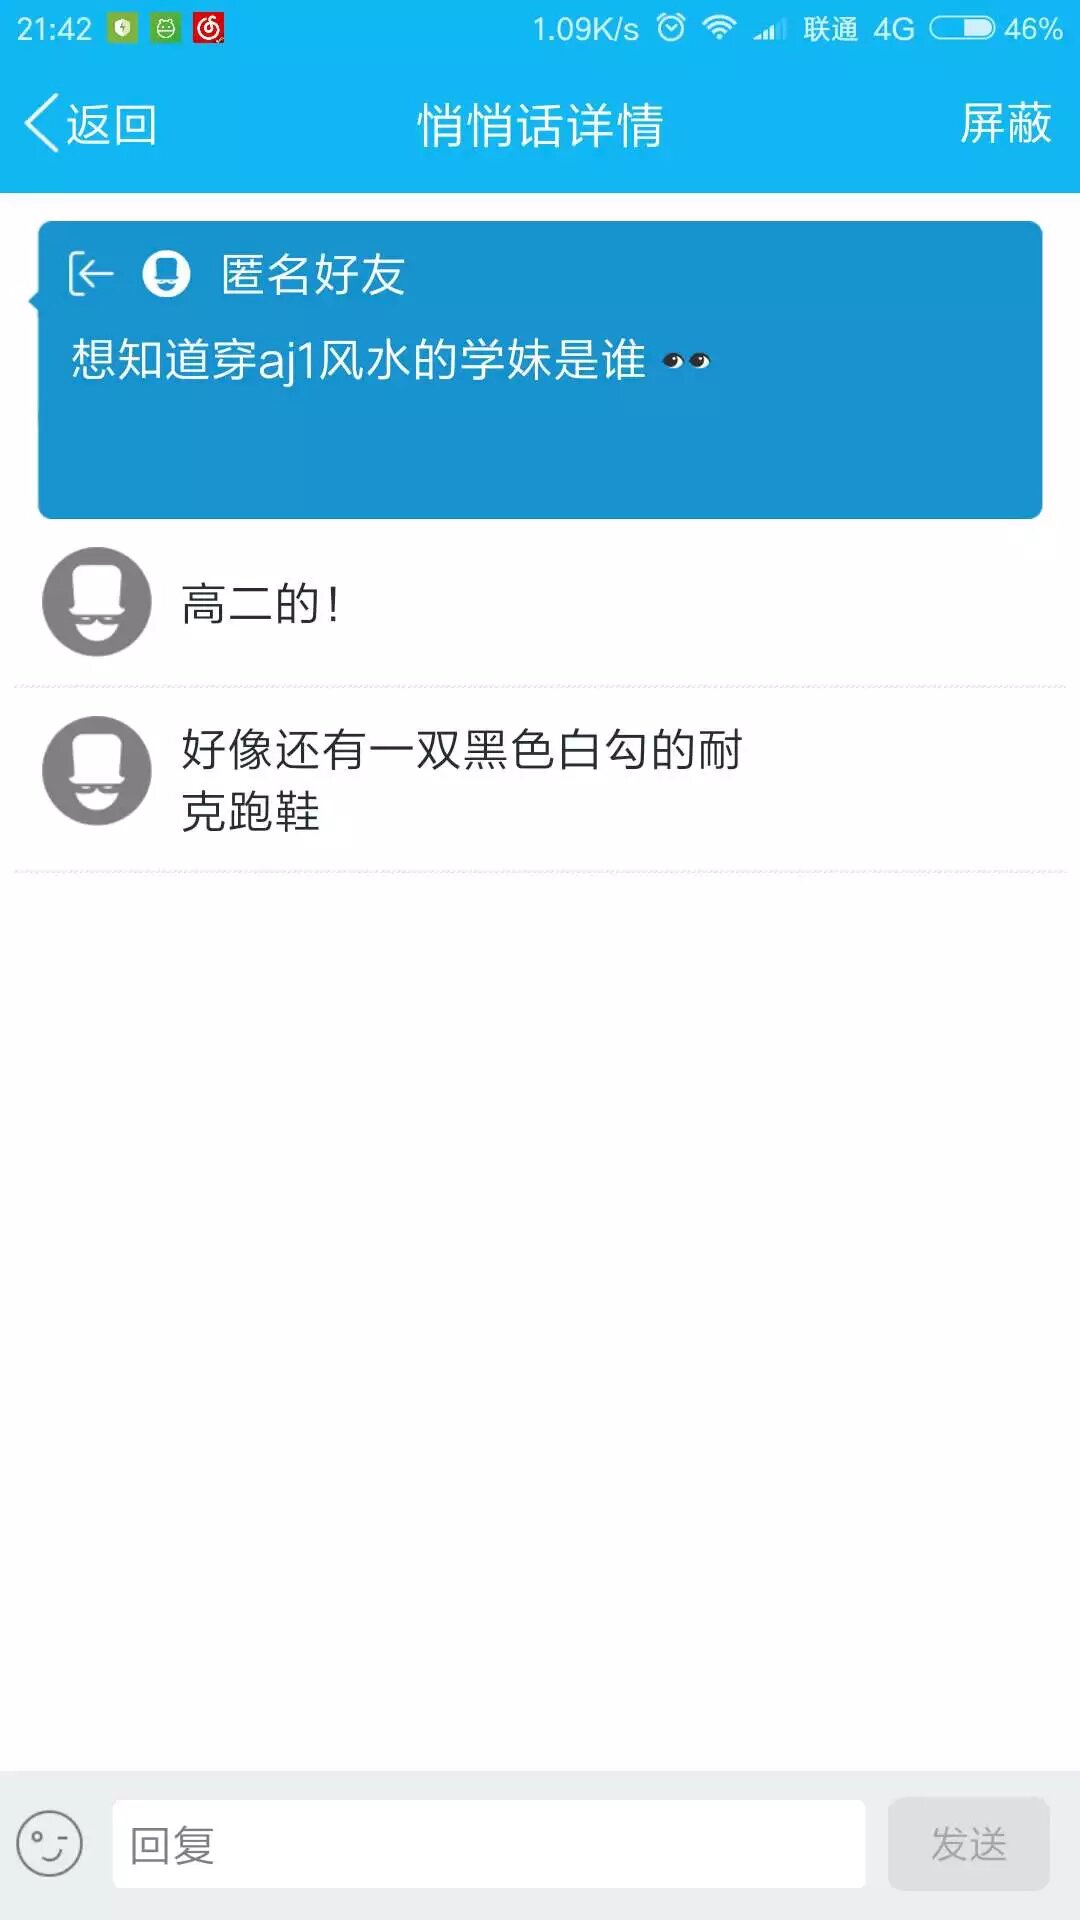 21:42 1.09K/s 联通 4G 46%
返回 悄悄话详情 屏蔽
匿名好友
想知道穿aj1风水的学妹是谁 👀
高二的！
好像还有一双黑色白勾的耐
克跑鞋
回复 发送